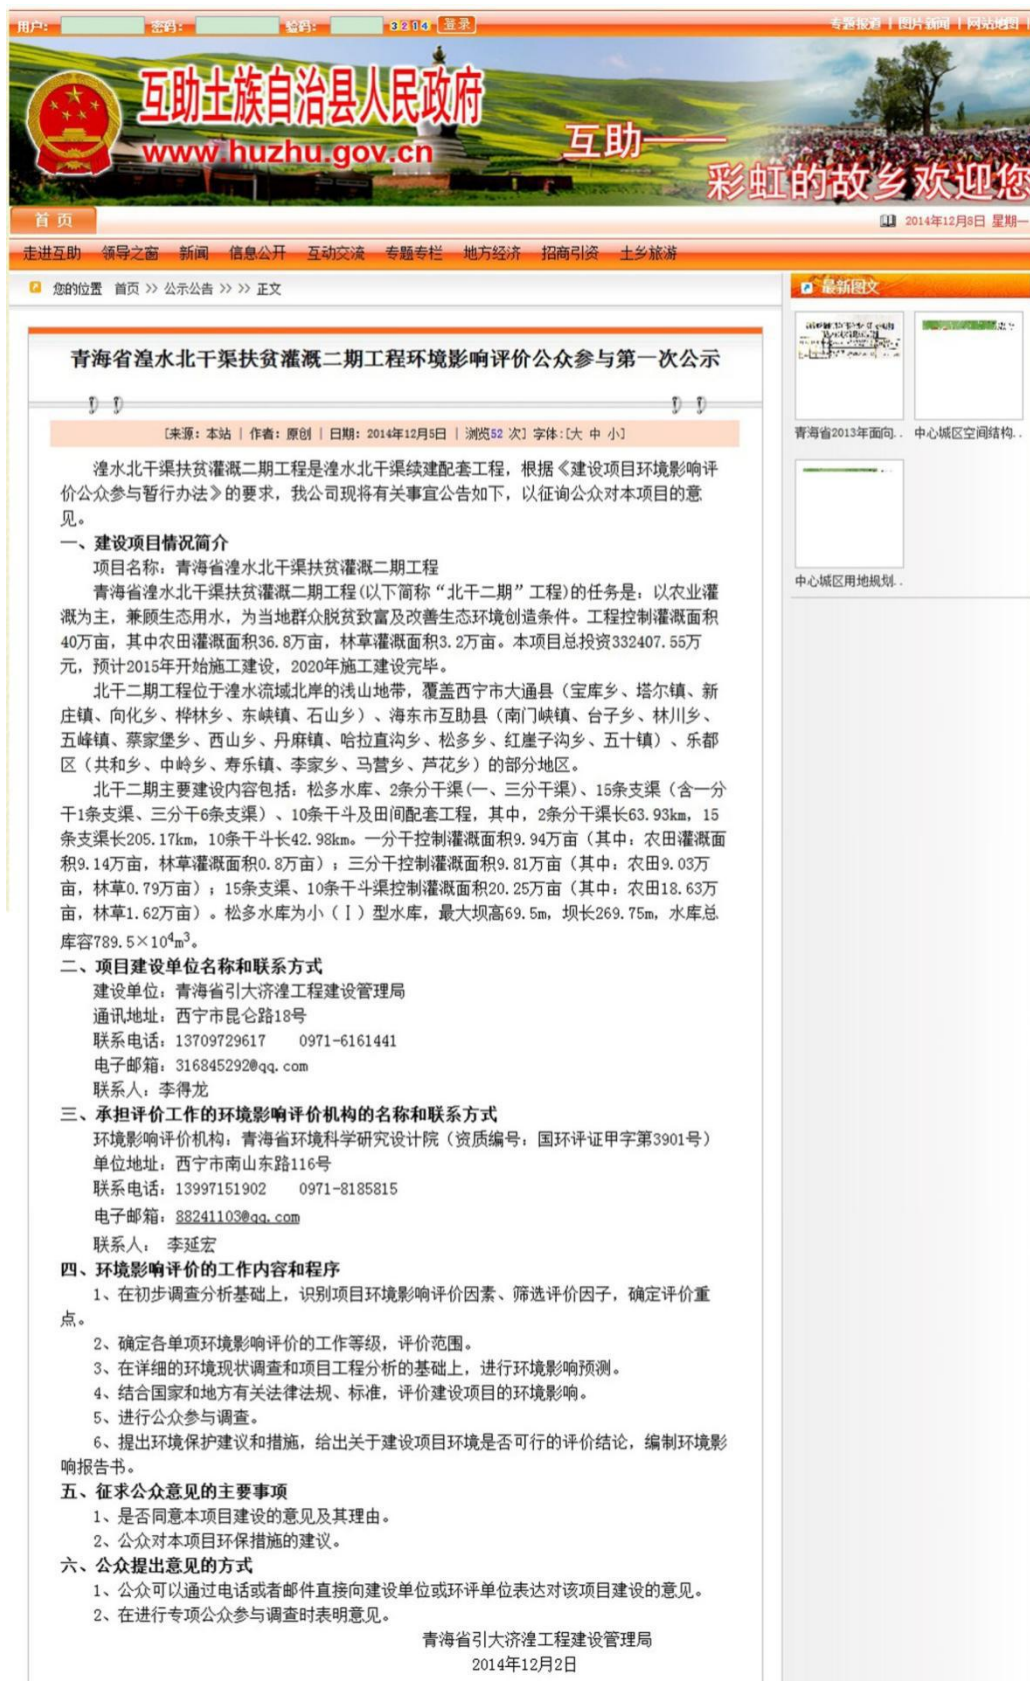 用户: 密码: 验码: 3214 登录 专题报道 | 图片新闻 | 网站地图 |
互助土族自治县人民政府
www.huzhu.gov.cn
互助——
彩虹的故乡欢迎您
首页 2014年12月8日 星期一
走进互助 领导之窗 新闻 信息公开 互动交流 专题专栏 地方经济 招商引资 土乡旅游
您的位置 首页 >> 公示公告 >> >> 正文
最新图文
青海省2013年面向.. 中心城区空间结构..
中心城区用地规划..
青海省湟水北干渠扶贫灌溉二期工程环境影响评价公众参与第一次公示
[来源: 本站 | 作者: 原创 | 日期: 2014年12月5日 | 浏览52 次] 字体:[大 中 小]
湟水北干渠扶贫灌溉二期工程是湟水北干渠续建配套工程，根据《建设项目环境影响评
价公众参与暂行办法》的要求，我公司现将有关事宜公告如下，以征询公众对本项目的意
见。
一、建设项目情况简介
项目名称：青海省湟水北干渠扶贫灌溉二期工程
青海省湟水北干渠扶贫灌溉二期工程(以下简称“北干二期”工程)的任务是：以农业灌
溉为主，兼顾生态用水，为当地群众脱贫致富及改善生态环境创造条件。工程控制灌溉面积
40万亩，其中农田灌溉面积36.8万亩，林草灌溉面积3.2万亩。本项目总投资332407.55万
元，预计2015年开始施工建设，2020年施工建设完毕。
北干二期工程位于湟水流域北岸的浅山地带，覆盖西宁市大通县（宝库乡、塔尔镇、新
庄镇、向化乡、桦林乡、东峡镇、石山乡）、海东市互助县（南门峡镇、台子乡、林川乡、
五峰镇、蔡家堡乡、西山乡、丹麻镇、哈拉直沟乡、松多乡、红崖子沟乡、五十镇）、乐都
区（共和乡、中岭乡、寿乐镇、李家乡、马营乡、芦花乡）的部分地区。
北干二期主要建设内容包括：松多水库、2条分干渠(一、三分干渠)、15条支渠（含一分
干1条支渠、三分干6条支渠）、10条干斗及田间配套工程，其中，2条分干渠长63.93km，15
条支渠长205.17km，10条干斗长42.98km。一分干控制灌溉面积9.94万亩（其中：农田灌溉面
积9.14万亩，林草灌溉面积0.8万亩）；三分干控制灌溉面积9.81万亩（其中：农田9.03万
亩，林草0.79万亩）；15条支渠、10条干斗渠控制灌溉面积20.25万亩（其中：农田18.63万
亩，林草1.62万亩）。松多水库为小（Ⅰ）型水库，最大坝高69.5m，坝长269.75m，水库总
库容789.5×10⁴m³。
二、项目建设单位名称和联系方式
建设单位：青海省引大济湟工程建设管理局
通讯地址：西宁市昆仑路18号
联系电话：13709729617 0971-6161441
电子邮箱：316845292@qq.com
联系人：李得龙
三、承担评价工作的环境影响评价机构的名称和联系方式
环境影响评价机构：青海省环境科学研究设计院（资质编号：国环评证甲字第3901号）
单位地址：西宁市南山东路116号
联系电话：13997151902 0971-8185815
电子邮箱：88241103@qq.com
联系人： 李延宏
四、环境影响评价的工作内容和程序
1、在初步调查分析基础上，识别项目环境影响评价因素、筛选评价因子，确定评价重
点。
2、确定各单项环境影响评价的工作等级，评价范围。
3、在详细的环境现状调查和项目工程分析的基础上，进行环境影响预测。
4、结合国家和地方有关法律法规、标准，评价建设项目的环境影响。
5、进行公众参与调查。
6、提出环境保护建议和措施，给出关于建设项目环境是否可行的评价结论，编制环境影
响报告书。
五、征求公众意见的主要事项
1、是否同意本项目建设的意见及其理由。
2、公众对本项目环保措施的建议。
六、公众提出意见的方式
1、公众可以通过电话或者邮件直接向建设单位或环评单位表达对该项目建设的意见。
2、在进行专项公众参与调查时表明意见。
青海省引大济湟工程建设管理局
2014年12月2日